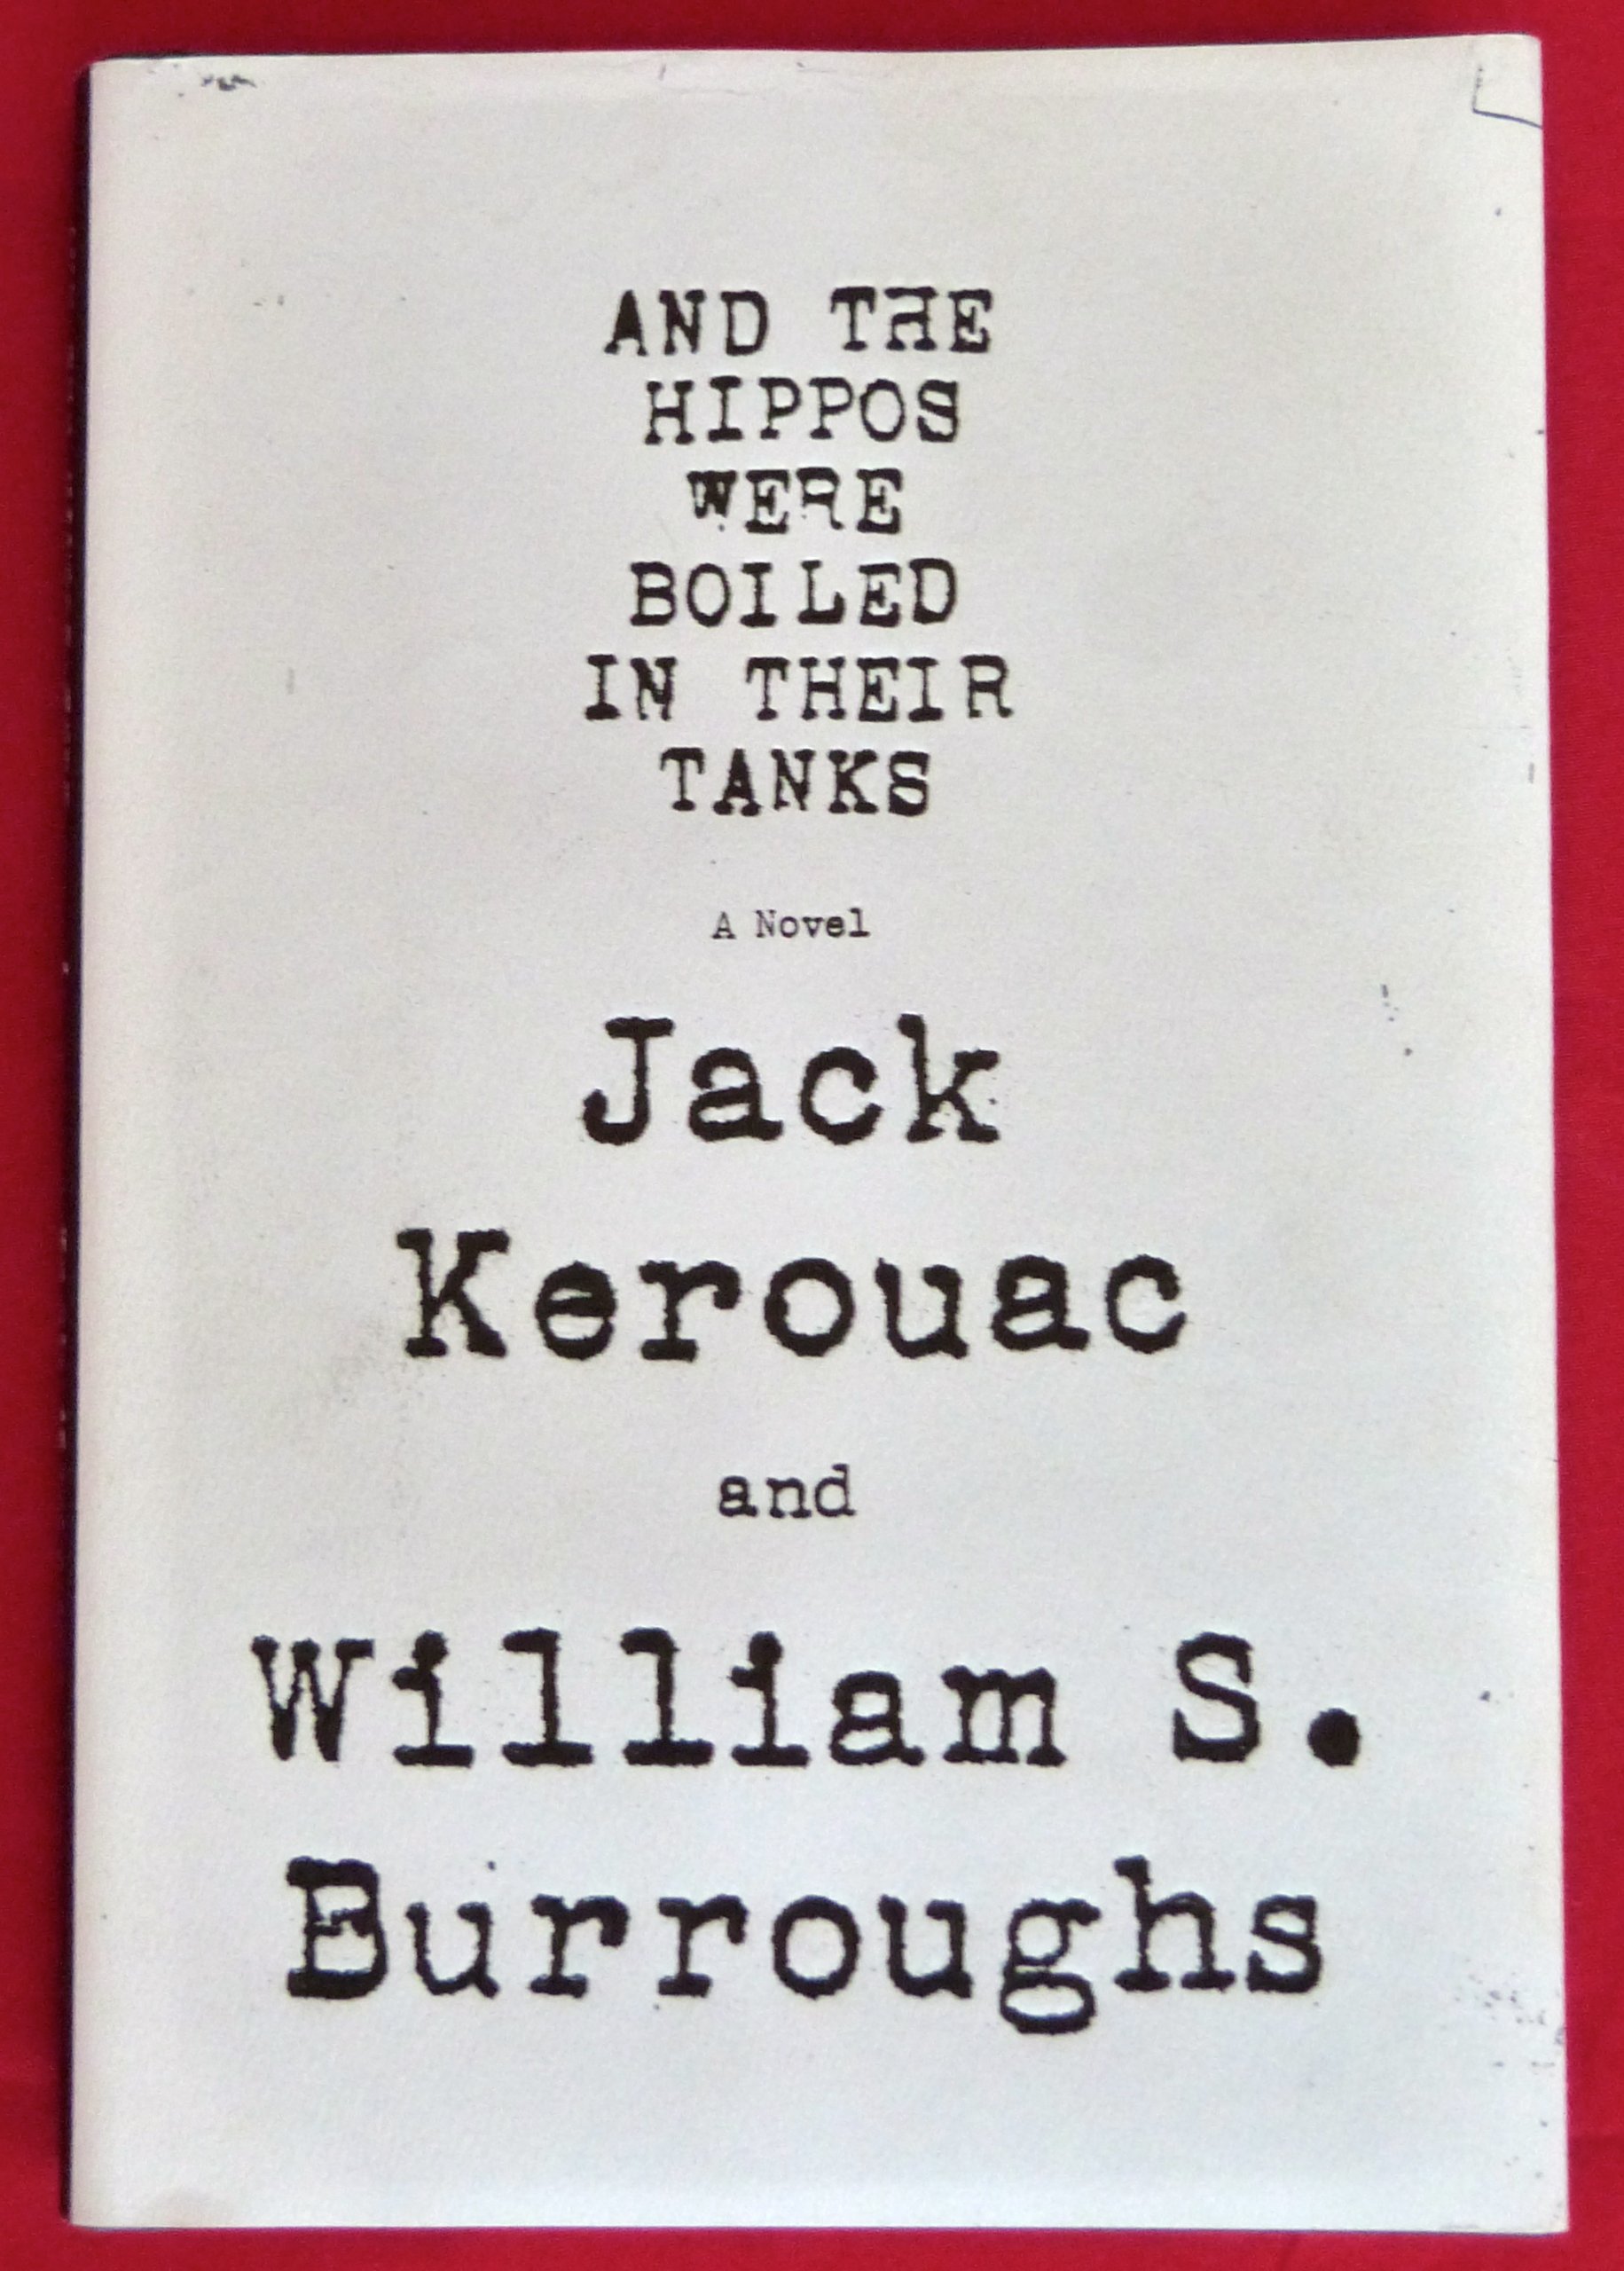 AND THE
HIPPOS
WERE
BOILED
IN THEIR
TANKS
A Novel
Jack
Kerouac
and
William S.
Burroughs